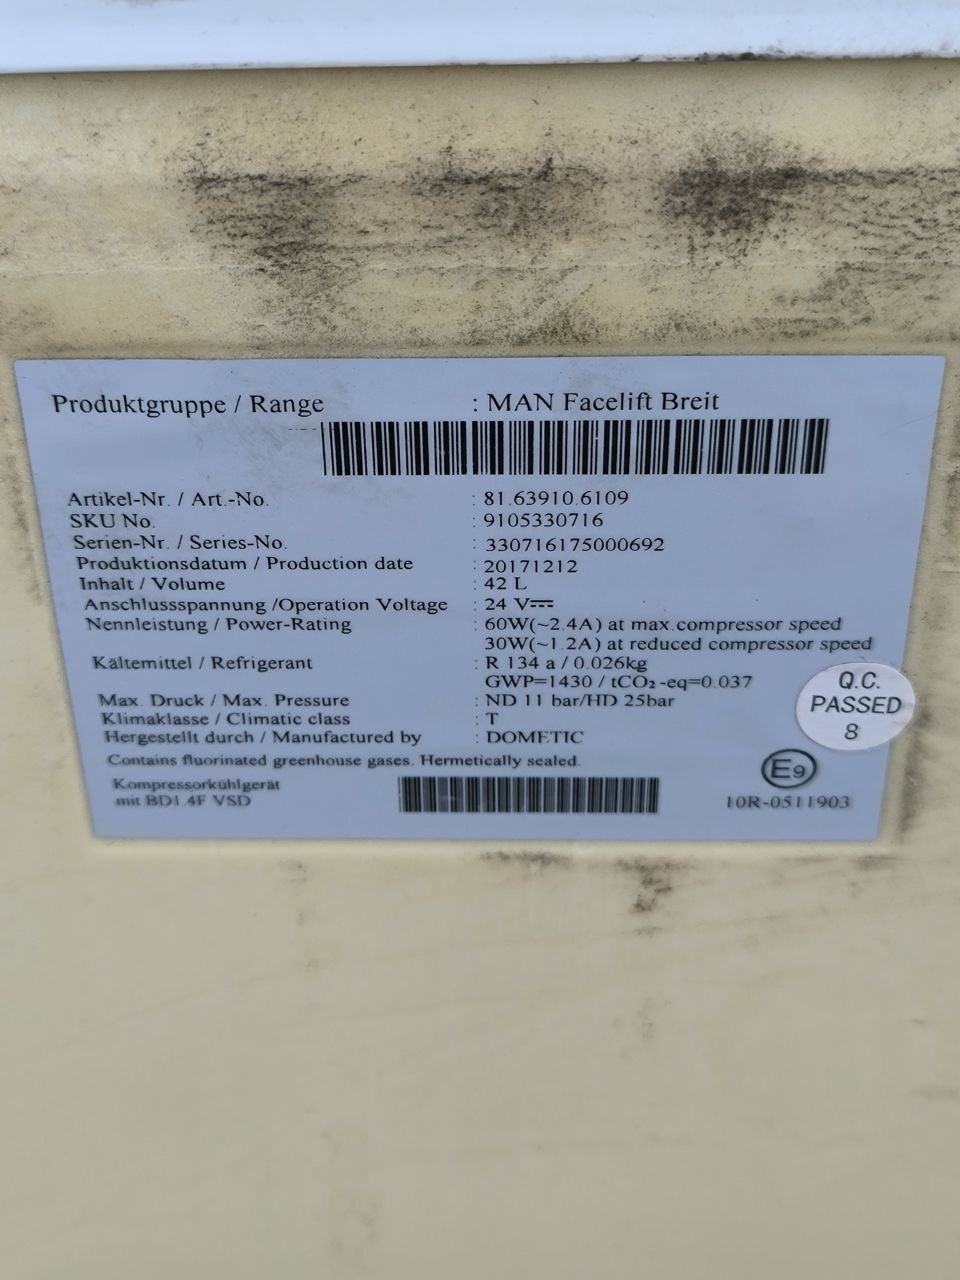 Produktgruppe / Range : MAN Facelift Breit
Artikel-Nr. / Art.-No. : 81.63910.6109
SKU No. : 9105330716
Serien-Nr. / Series-No. : 330716175000692
Produktionsdatum / Production date : 20171212
Inhalt / Volume : 42 L
Anschlussspannung /Operation Voltage : 24 V⎓
Nennleistung / Power-Rating : 60W(~2.4A) at max.compressor speed
30W(~1.2A) at reduced compressor speed
Kältemittel / Refrigerant : R 134 a / 0.026kg
GWP=1430 / tCO₂-eq=0.037
Max. Druck / Max. Pressure : ND 11 bar/HD 25bar
Klimaklasse / Climatic class : T
Hergestellt durch / Manufactured by : DOMETIC
Contains fluorinated greenhouse gases. Hermetically sealed.
Kompressorkühlgerät
mit BD1.4F VSD
Q.C.
PASSED
8
E9
10R-0511903